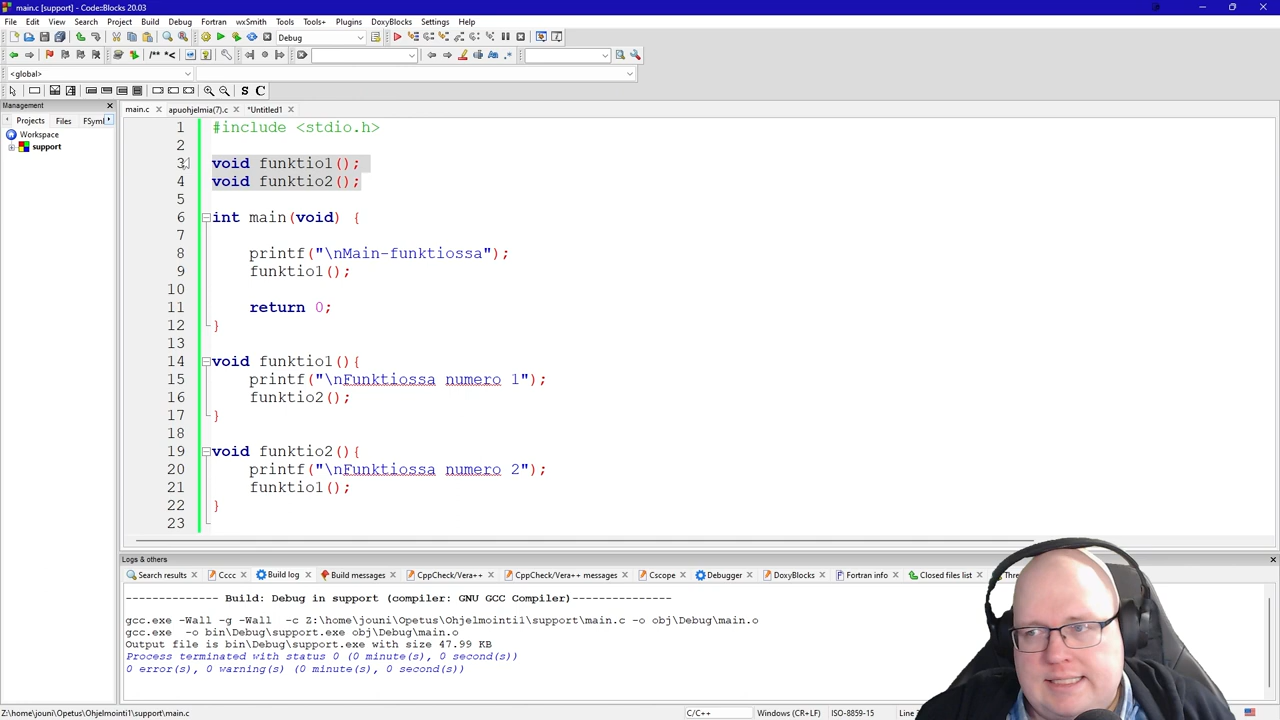 main.c [support] - Code::Blocks 20.03
File Edit View Search Project Build Debug Fortran wxSmith Tools Tools+ Plugins DoxyBlocks Settings Help
Debug
/** *<
<global>
S C
Management
main.c apuohjelmia(7).c *Untitled1
Projects Files FSym
Workspace
support
1 #include <stdio.h>
2
3 void funktio1();
4 void funktio2();
5
6 int main(void) {
7
8 printf("\nMain-funktiossa");
9 funktio1();
10
11 return 0;
12 }
13
14 void funktio1(){
15 printf("\nFunktiossa numero 1");
16 funktio2();
17 }
18
19 void funktio2(){
20 printf("\nFunktiossa numero 2");
21 funktio1();
22 }
23
Logs & others
Search results Cccc Build log Build messages CppCheck/Vera++ CppCheck/Vera++ messages Cscope Debugger DoxyBlocks Fortran info Closed files list Thre
-------------- Build: Debug in support (compiler: GNU GCC Compiler)---------------
gcc.exe -Wall -g -Wall -c Z:\home\jouni\Opetus\Ohjelmointi1\support\main.c -o obj\Debug\main.o
gcc.exe -o bin\Debug\support.exe obj\Debug\main.o
Output file is bin\Debug\support.exe with size 47.99 KB
Process terminated with status 0 (0 minute(s), 0 second(s))
0 error(s), 0 warning(s) (0 minute(s), 0 second(s))
Z:\home\jouni\Opetus\Ohjelmointi1\support\main.c C/C++ Windows (CR+LF) ISO-8859-15 Line